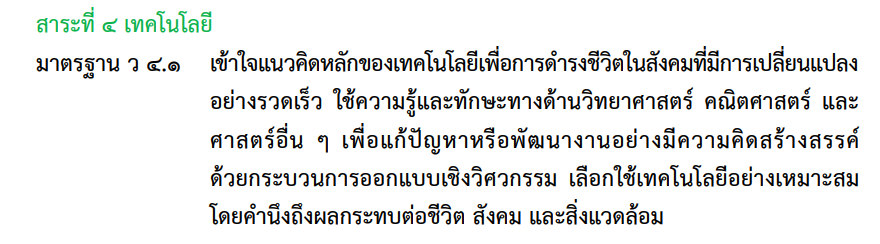 สาระที่ ๔ เทคโนโลยี
มาตรฐาน ว ๔.๑ เข้าใจแนวคิดหลักของเทคโนโลยีเพื่อการดำรงชีวิตในสังคมที่มีการเปลี่ยนแปลง
อย่างรวดเร็ว ใช้ความรู้และทักษะทางด้านวิทยาศาสตร์ คณิตศาสตร์ และ
ศาสตร์อื่น ๆ เพื่อแก้ปัญหาหรือพัฒนางานอย่างมีความคิดสร้างสรรค์
ด้วยกระบวนการออกแบบเชิงวิศวกรรม เลือกใช้เทคโนโลยีอย่างเหมาะสม
โดยคำนึงถึงผลกระทบต่อชีวิต สังคม และสิ่งแวดล้อม